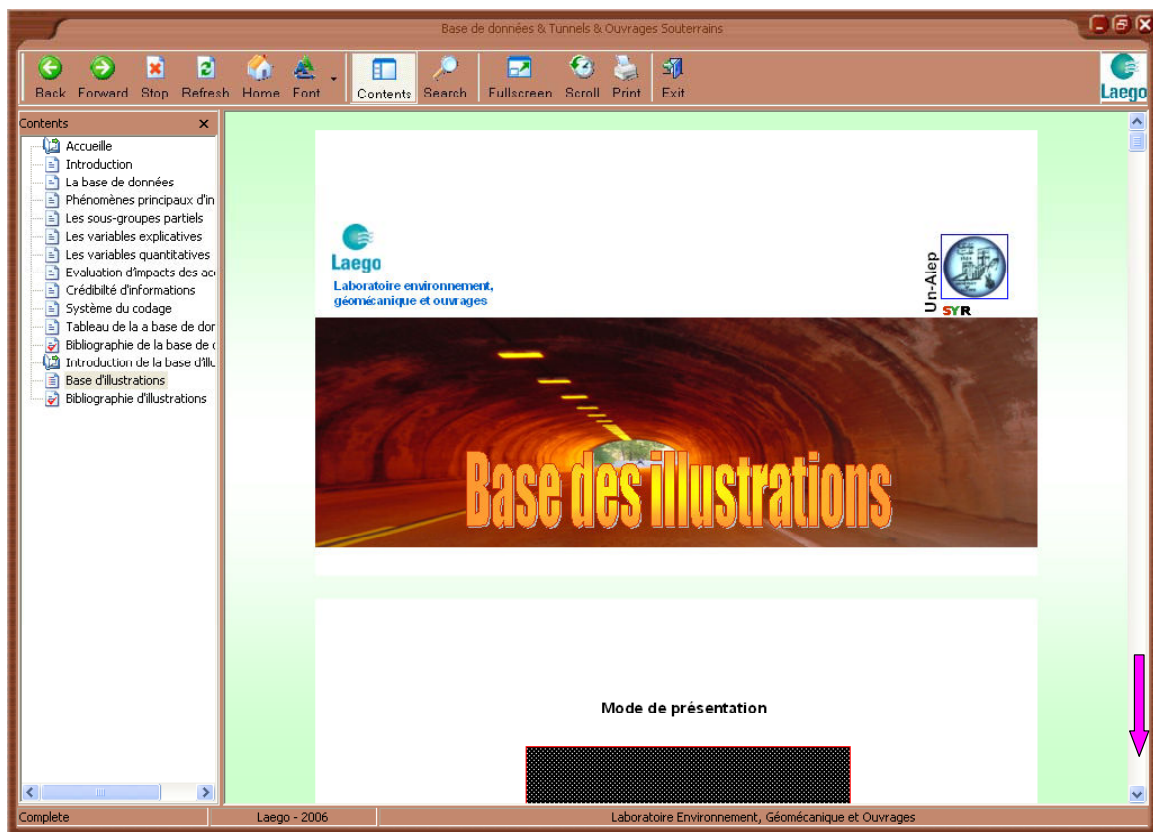 Base de données & Tunnels & Ouvrages Souterrains
Back Forward Stop Refresh Home Font Contents Search Fullscreen Scroll Print Exit
Laego
Contents
Accueille
Introduction
La base de données
Phénomènes principaux d'in
Les sous-groupes partiels
Les variables explicatives
Les variables quantitatives
Evaluation d'impacts des ac
Crédibilté d'informations
Système du codage
Tableau de la a base de dor
Bibliographie de la base de
Introduction de la base d'illu
Base d'illustrations
Bibliographie d'illustrations
Laego
Laboratoire environnement,
géomécanique et ouvrages
Un-Alep
SYR
Base des illustrations
Mode de présentation
Complete
Laego - 2006
Laboratoire Environnement, Géomécanique et Ouvrages